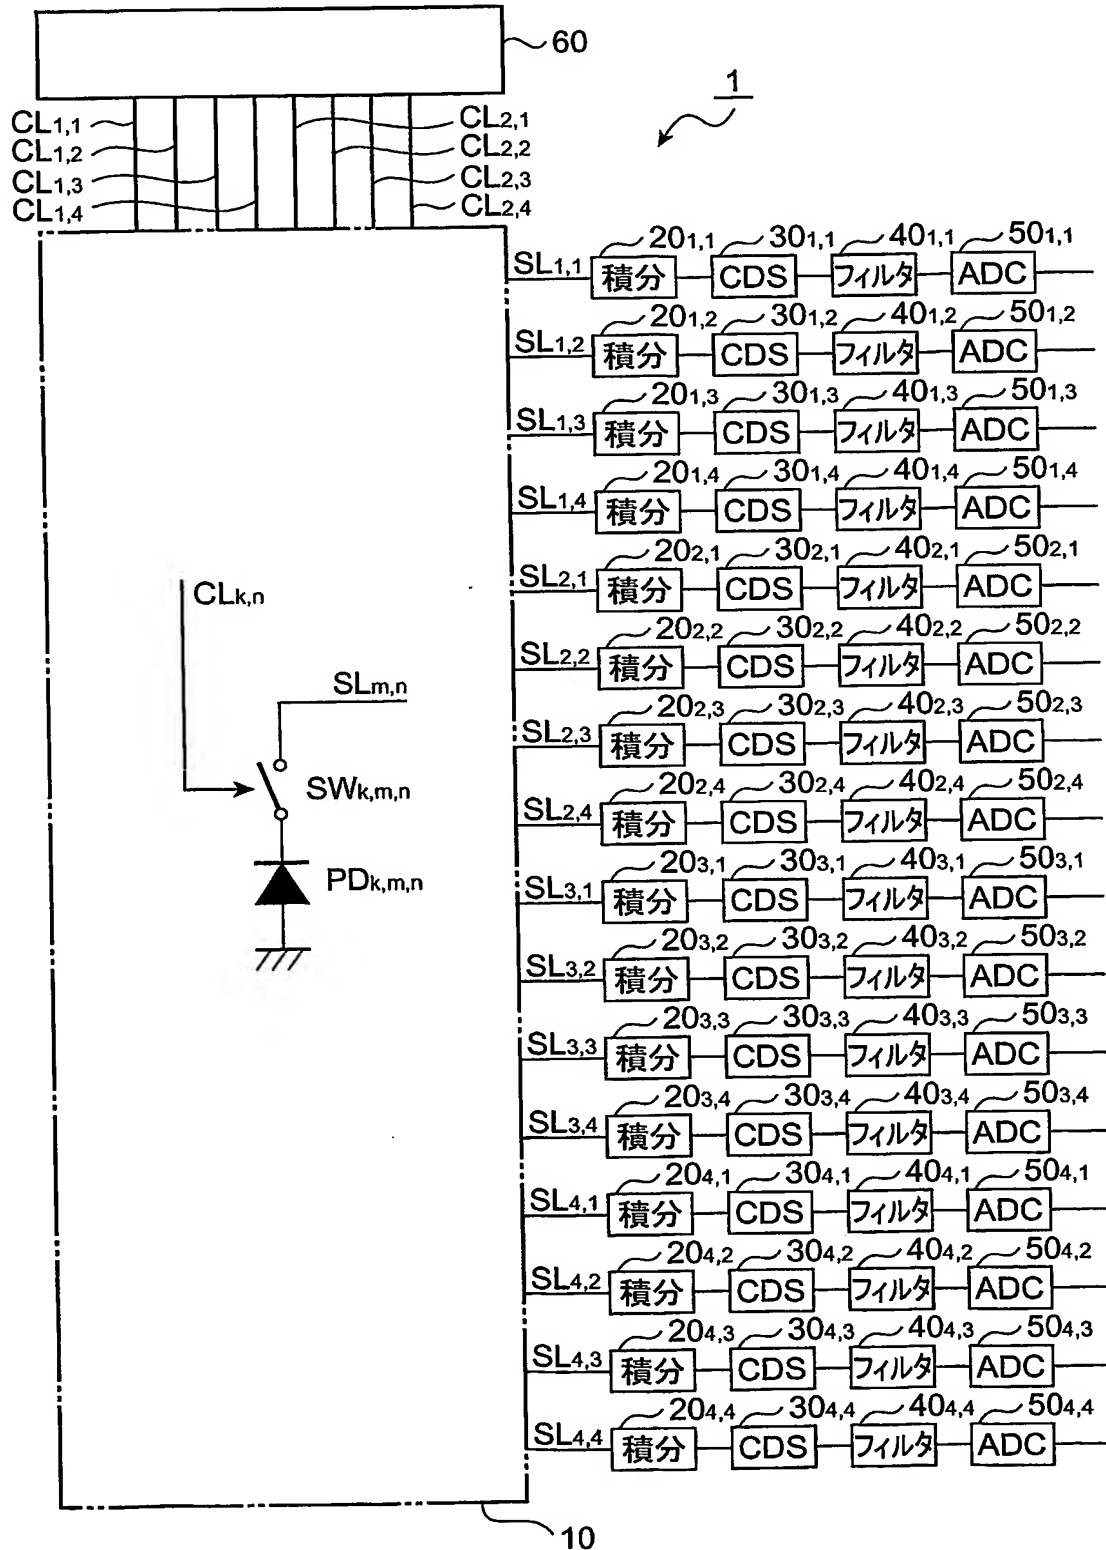 60
1
CL1,1
CL2,1
CL1,2
CL2,2
CL1,3
CL2,3
CL1,4
CL2,4
201,1 301,1 401,1 501,1
SL1,1 積分 CDS フィルタ ADC
201,2 301,2 401,2 501,2
SL1,2 積分 CDS フィルタ ADC
201,3 301,3 401,3 501,3
SL1,3 積分 CDS フィルタ ADC
201,4 301,4 401,4 501,4
SL1,4 積分 CDS フィルタ ADC
202,1 302,1 402,1 502,1
SL2,1 積分 CDS フィルタ ADC
202,2 302,2 402,2 502,2
SL2,2 積分 CDS フィルタ ADC
202,3 302,3 402,3 502,3
SL2,3 積分 CDS フィルタ ADC
202,4 302,4 402,4 502,4
SL2,4 積分 CDS フィルタ ADC
203,1 303,1 403,1 503,1
SL3,1 積分 CDS フィルタ ADC
203,2 303,2 403,2 503,2
SL3,2 積分 CDS フィルタ ADC
203,3 303,3 403,3 503,3
SL3,3 積分 CDS フィルタ ADC
203,4 303,4 403,4 503,4
SL3,4 積分 CDS フィルタ ADC
204,1 304,1 404,1 504,1
SL4,1 積分 CDS フィルタ ADC
204,2 304,2 404,2 504,2
SL4,2 積分 CDS フィルタ ADC
204,3 304,3 404,3 504,3
SL4,3 積分 CDS フィルタ ADC
204,4 304,4 404,4 504,4
SL4,4 積分 CDS フィルタ ADC
CLk,n
SLm,n
SWk,m,n
PDk,m,n
10